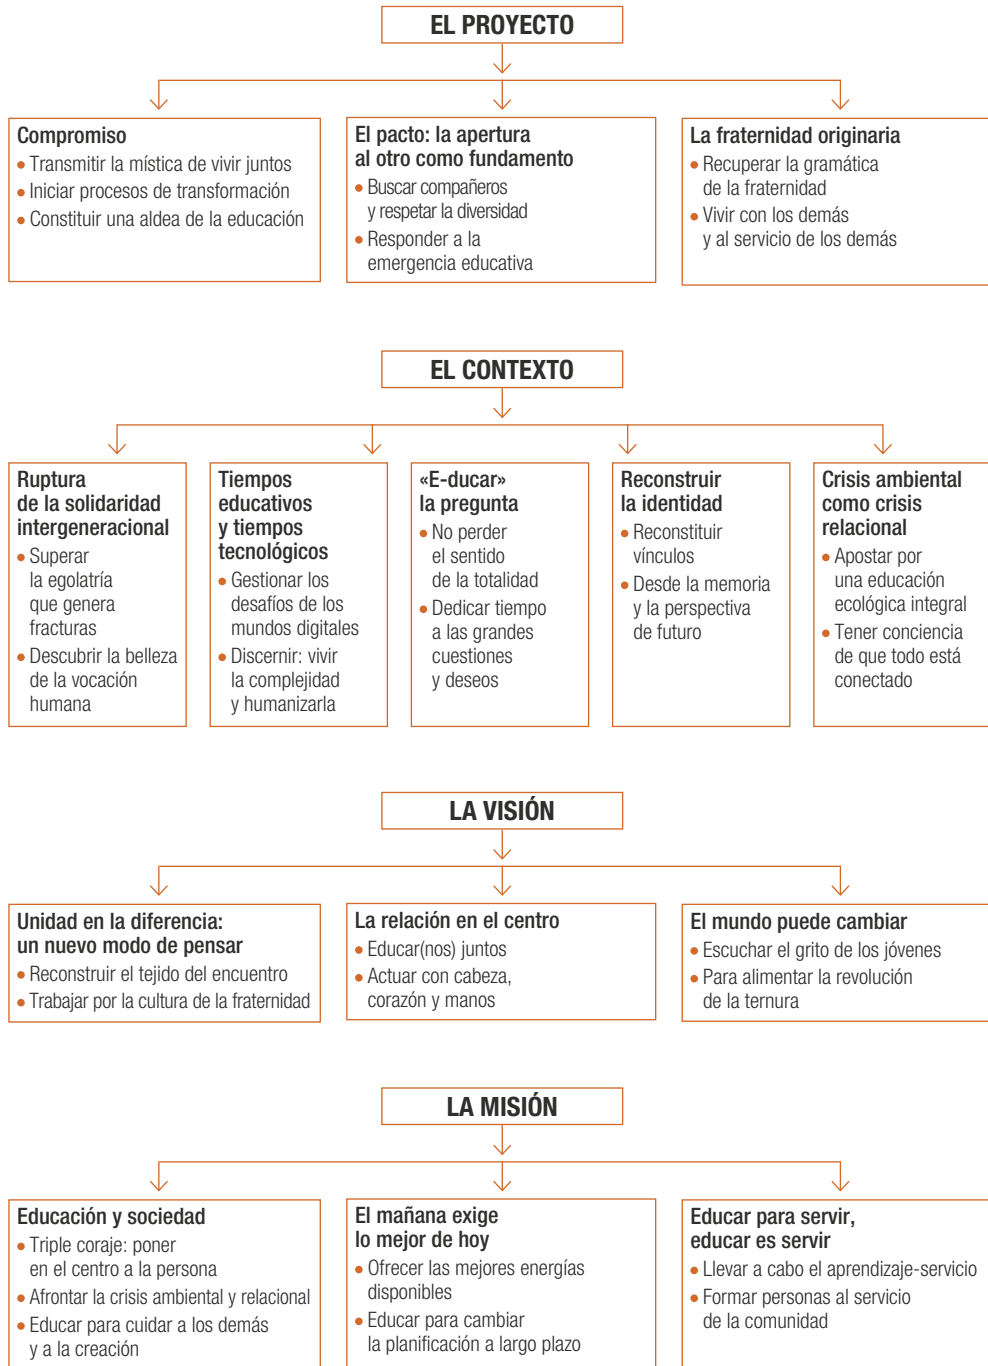 EL PROYECTO
Compromiso
• Transmitir la mística de vivir juntos
• Iniciar procesos de transformación
• Constituir una aldea de la educación
El pacto: la apertura
al otro como fundamento
• Buscar compañeros
y respetar la diversidad
• Responder a la
emergencia educativa
La fraternidad originaria
• Recuperar la gramática
de la fraternidad
• Vivir con los demás
y al servicio de los demás
EL CONTEXTO
Ruptura
de la solidaridad
intergeneracional
• Superar
la egolatría
que genera
fracturas
• Descubrir la belleza
de la vocación
humana
Tiempos
educativos
y tiempos
tecnológicos
• Gestionar los
desafíos de los
mundos digitales
• Discernir: vivir
la complejidad
y humanizarla
«E-ducar»
la pregunta
• No perder
el sentido
de la totalidad
• Dedicar tiempo
a las grandes
cuestiones
y deseos
Reconstruir
la identidad
• Reconstituir
vínculos
• Desde la memoria
y la perspectiva
de futuro
Crisis ambiental
como crisis
relacional
• Apostar por
una educación
ecológica integral
• Tener conciencia
de que todo está
conectado
LA VISIÓN
Unidad en la diferencia:
un nuevo modo de pensar
• Reconstruir el tejido del encuentro
• Trabajar por la cultura de la fraternidad
La relación en el centro
• Educar(nos) juntos
• Actuar con cabeza,
corazón y manos
El mundo puede cambiar
• Escuchar el grito de los jóvenes
• Para alimentar la revolución
de la ternura
LA MISIÓN
Educación y sociedad
• Triple coraje: poner
en el centro a la persona
• Afrontar la crisis ambiental y relacional
• Educar para cuidar a los demás
y a la creación
El mañana exige
lo mejor de hoy
• Ofrecer las mejores energías
disponibles
• Educar para cambiar
la planificación a largo plazo
Educar para servir,
educar es servir
• Llevar a cabo el aprendizaje-servicio
• Formar personas al servicio
de la comunidad